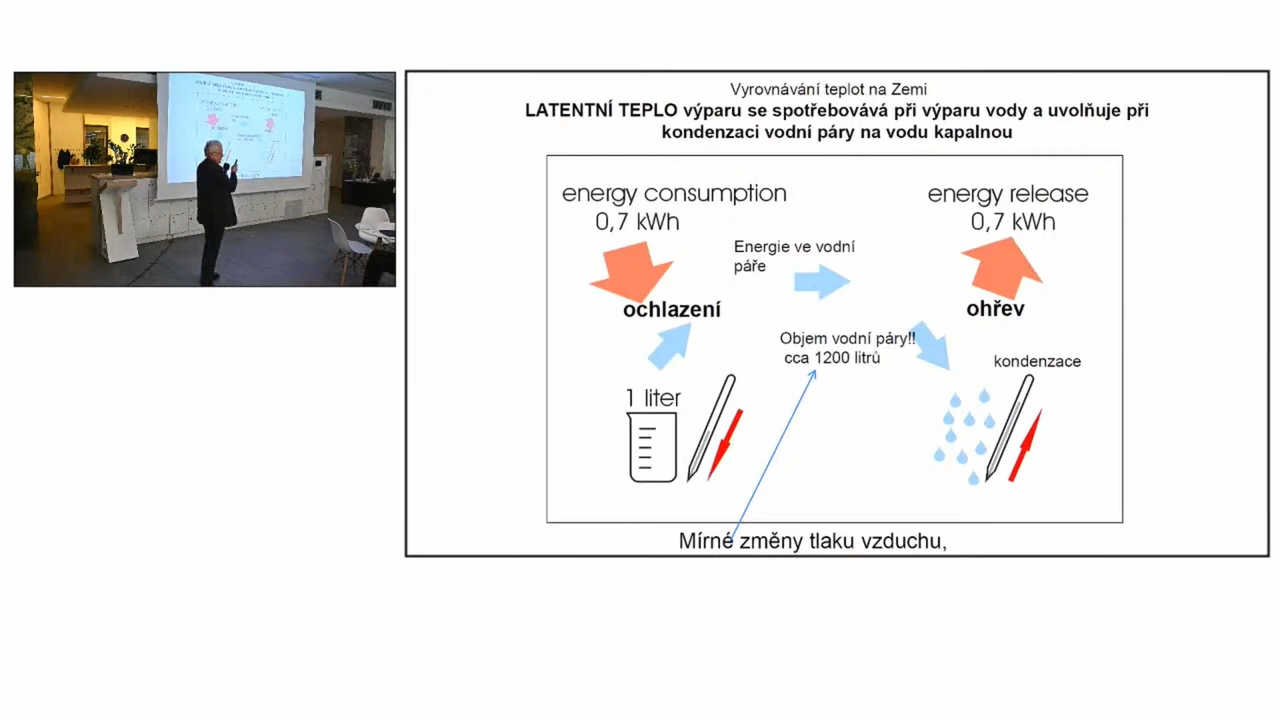 Vyrovnávání teplot na Zemi
LATENTNÍ TEPLO výparu se spotřebovává při výparu vody a uvolňuje při
kondenzaci vodní páry na vodu kapalnou
energy consumption
0,7 kWh
energy release
0,7 kWh
Energie ve vodní
páře
ochlazení
ohřev
Objem vodní páry!!
cca 1200 litrů
kondenzace
1 liter
Mírné změny tlaku vzduchu,